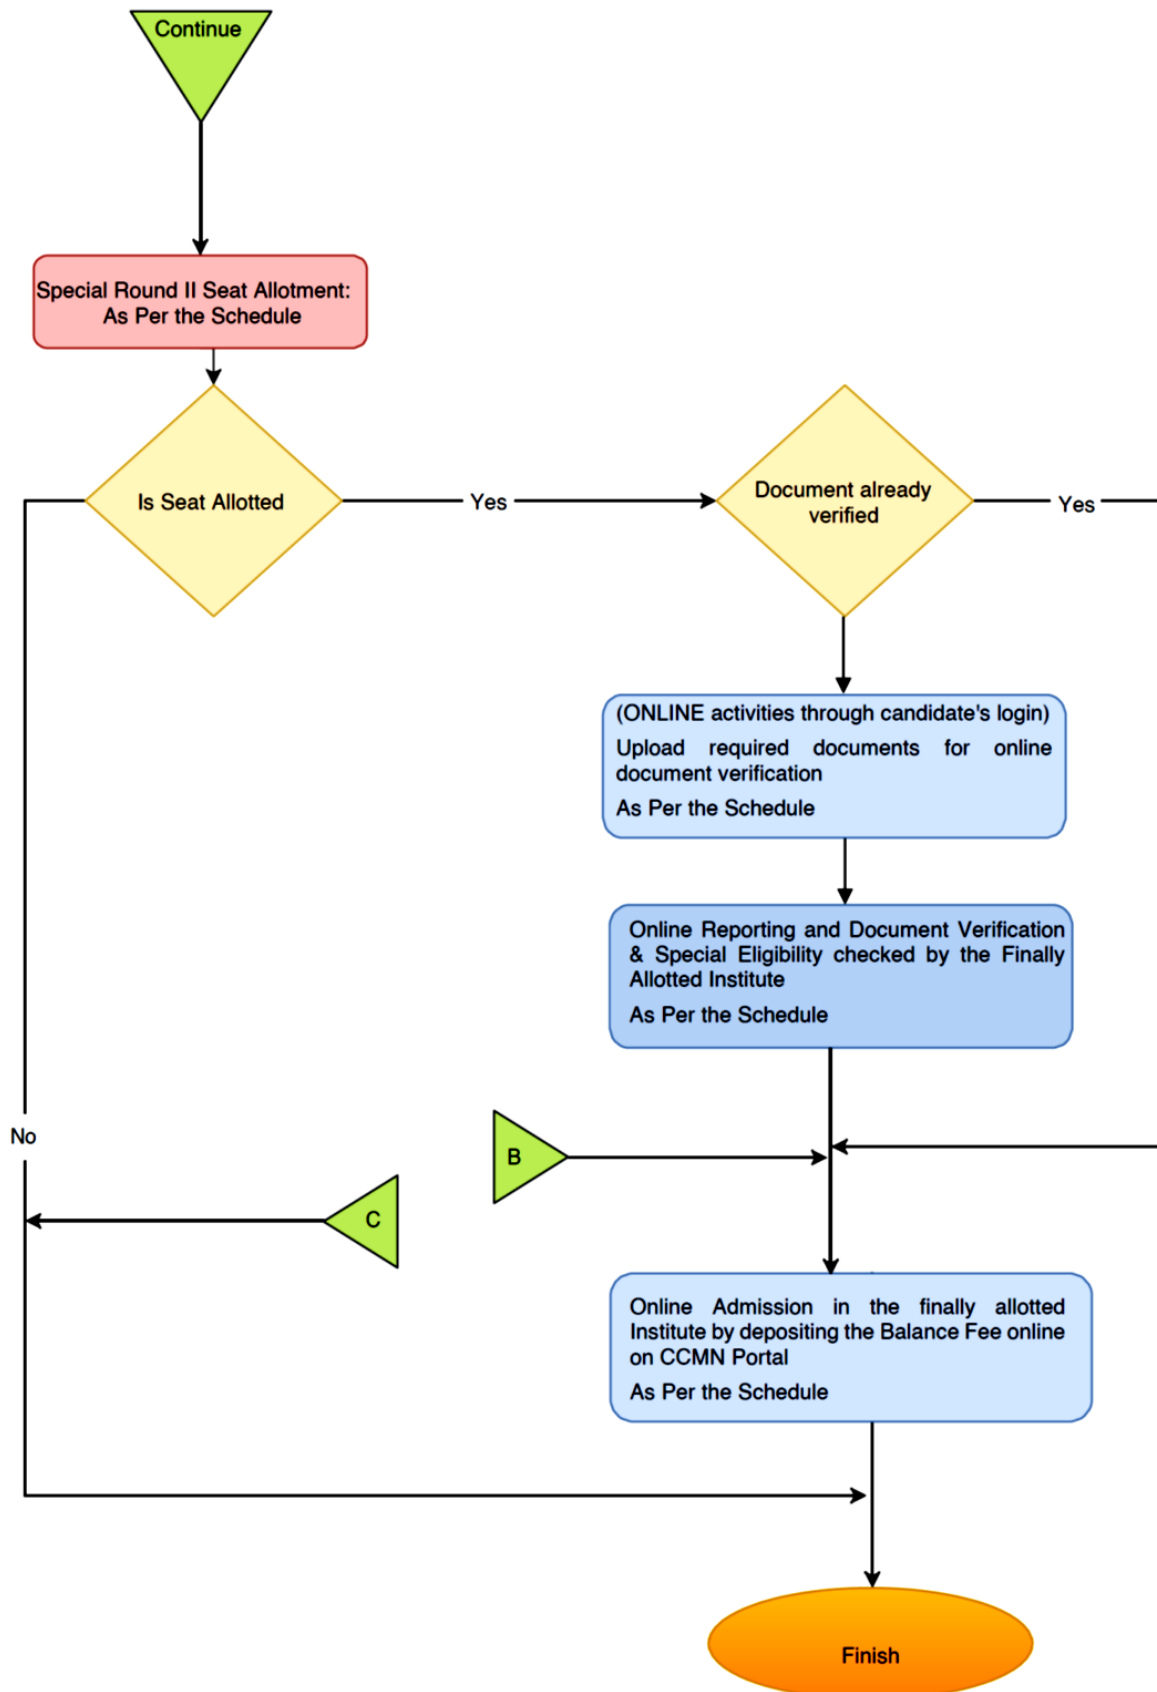 Continue
Special Round II Seat Allotment:
As Per the Schedule
Is Seat Allotted
Yes
Document already
verified
Yes
(ONLINE activities through candidate's login)
Upload required documents for online
document verification
As Per the Schedule
Online Reporting and Document Verification
& Special Eligibility checked by the Finally
Allotted Institute
As Per the Schedule
No
B
C
Online Admission in the finally allotted
Institute by depositing the Balance Fee online
on CCMN Portal
As Per the Schedule
Finish